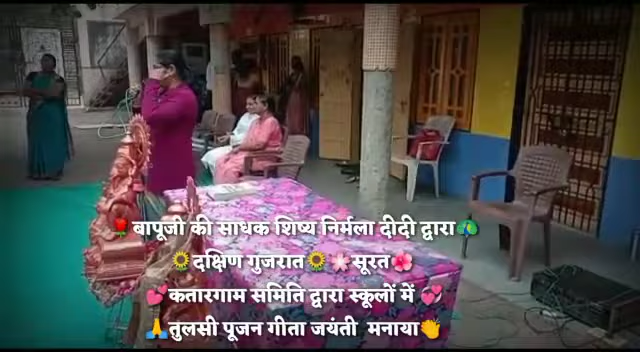 🌹बापूजी की साधक शिष्य निर्मला दीदी द्वारा🦚
🌻दक्षिण गुजरात🌻🌸सूरत🌸
💕कतारगाम समिति द्वारा स्कूलों में 💞
🙏तुलसी पूजन गीता जयंती मनाया👏